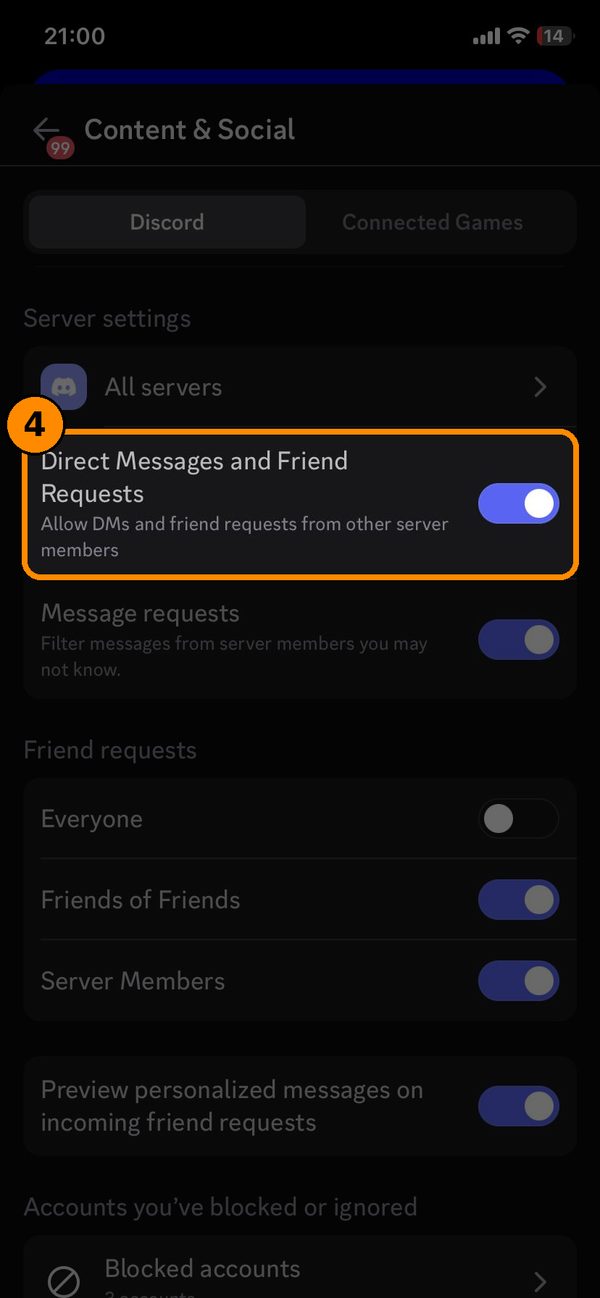 21:00
14
Content & Social
99
Discord
Connected Games
Server settings
All servers
4
Direct Messages and Friend
Requests
Allow DMs and friend requests from other server
members
Message requests
Filter messages from server members you may
not know.
Friend requests
Everyone
Friends of Friends
Server Members
Preview personalized messages on
incoming friend requests
Accounts you’ve blocked or ignored
Blocked accounts